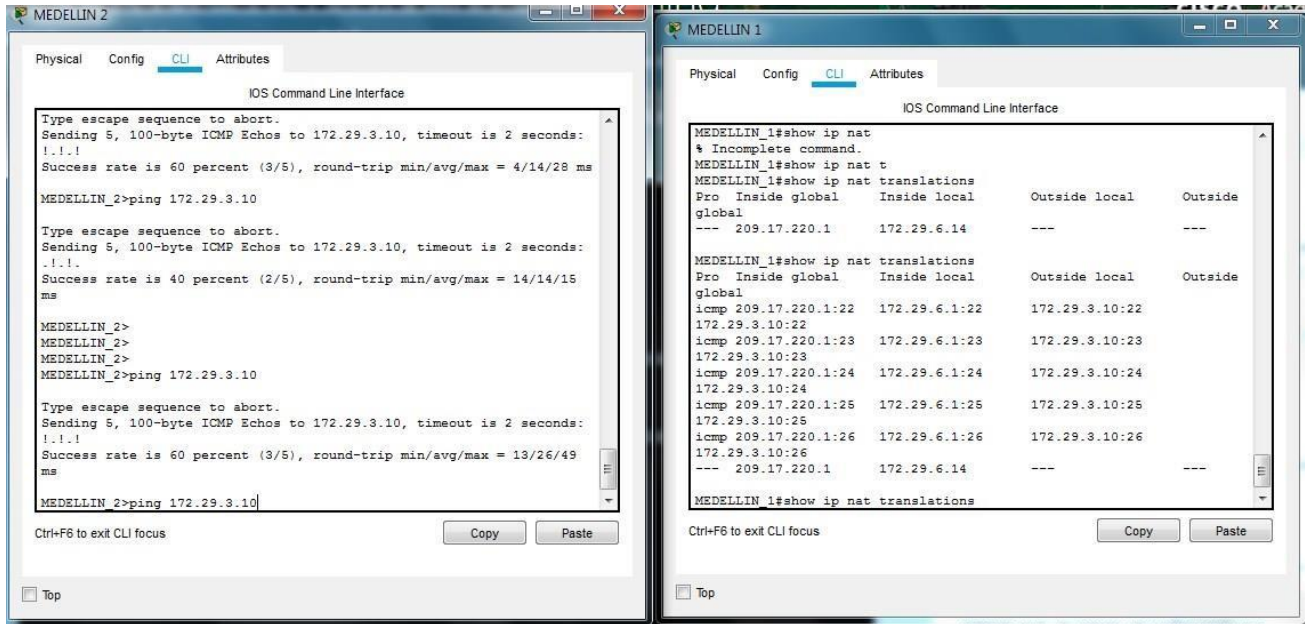 MEDELLIN 2
Physical Config CLI Attributes
IOS Command Line Interface
Type escape sequence to abort.
Sending 5, 100-byte ICMP Echos to 172.29.3.10, timeout is 2 seconds:
!.!.!
Success rate is 60 percent (3/5), round-trip min/avg/max = 4/14/28 ms
MEDELLIN_2>ping 172.29.3.10
Type escape sequence to abort.
Sending 5, 100-byte ICMP Echos to 172.29.3.10, timeout is 2 seconds:
.!.!.
Success rate is 40 percent (2/5), round-trip min/avg/max = 14/14/15
ms
MEDELLIN_2>
MEDELLIN_2>
MEDELLIN_2>
MEDELLIN_2>ping 172.29.3.10
Type escape sequence to abort.
Sending 5, 100-byte ICMP Echos to 172.29.3.10, timeout is 2 seconds:
!.!.!
Success rate is 60 percent (3/5), round-trip min/avg/max = 13/26/49
ms
MEDELLIN_2>ping 172.29.3.10
Ctrl+F6 to exit CLI focus
Copy Paste
Top
MEDELLIN 1
Physical Config CLI Attributes
IOS Command Line Interface
MEDELLIN_1#show ip nat
% Incomplete command.
MEDELLIN_1#show ip nat t
MEDELLIN_1#show ip nat translations
Pro Inside global Inside local Outside local Outside
global
--- 209.17.220.1 172.29.6.14 --- ---
MEDELLIN_1#show ip nat translations
Pro Inside global Inside local Outside local Outside
global
icmp 209.17.220.1:22 172.29.6.1:22 172.29.3.10:22
172.29.3.10:22
icmp 209.17.220.1:23 172.29.6.1:23 172.29.3.10:23
172.29.3.10:23
icmp 209.17.220.1:24 172.29.6.1:24 172.29.3.10:24
172.29.3.10:24
icmp 209.17.220.1:25 172.29.6.1:25 172.29.3.10:25
172.29.3.10:25
icmp 209.17.220.1:26 172.29.6.1:26 172.29.3.10:26
172.29.3.10:26
--- 209.17.220.1 172.29.6.14 --- ---
MEDELLIN_1#show ip nat translations
Ctrl+F6 to exit CLI focus
Copy Paste
Top